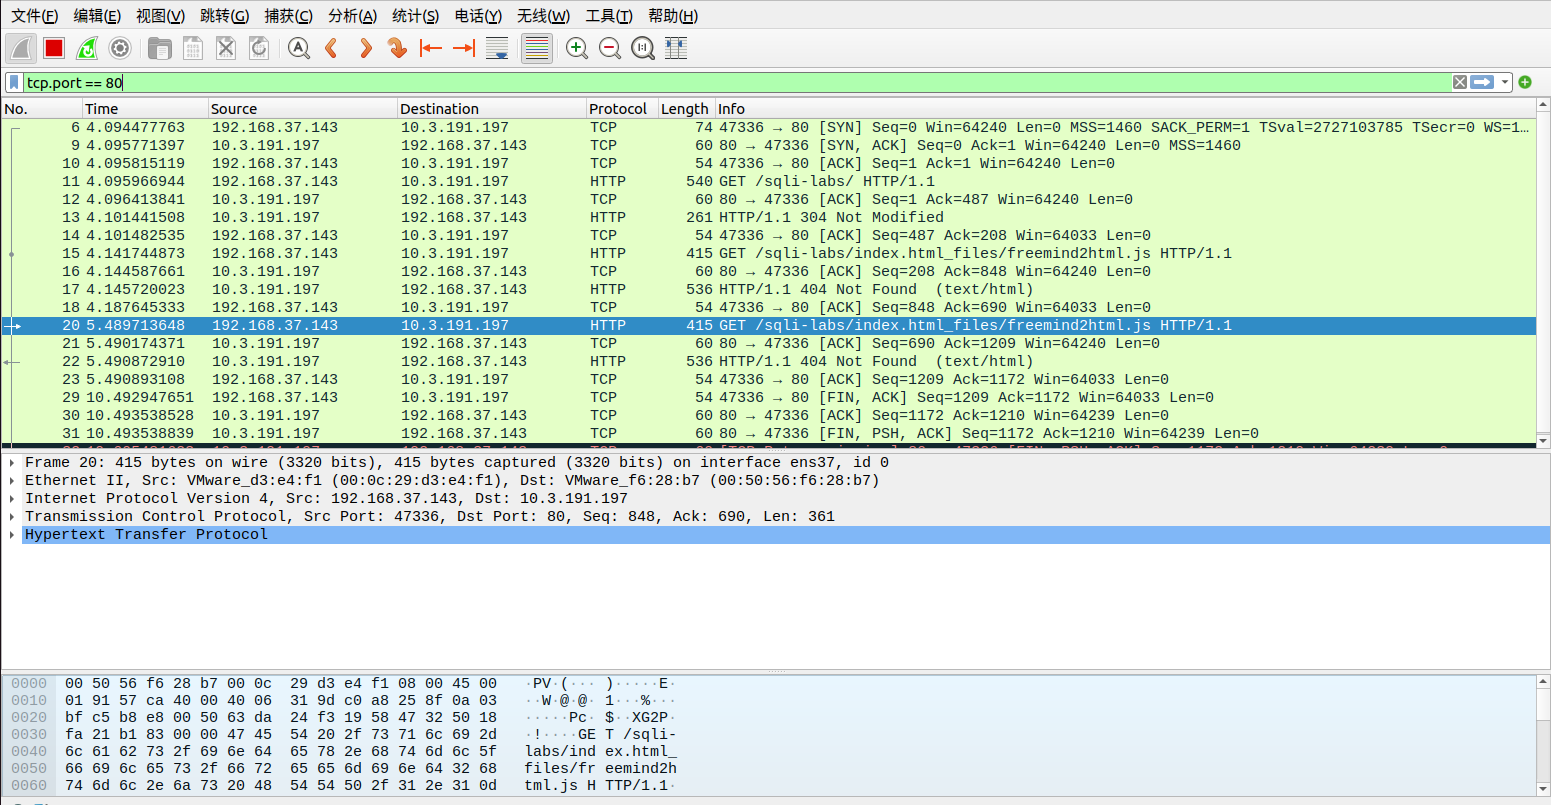 文件(F) 编辑(E) 视图(V) 跳转(G) 捕获(C) 分析(A) 统计(S) 电话(Y) 无线(W) 工具(T) 帮助(H)
tcp.port == 80
No. Time Source Destination Protocol Length Info
6 4.094477763 192.168.37.143 10.3.191.197 TCP 74 47336 → 80 [SYN] Seq=0 Win=64240 Len=0 MSS=1460 SACK_PERM=1 TSval=2727103785 TSecr=0 WS=1…
9 4.095771397 10.3.191.197 192.168.37.143 TCP 60 80 → 47336 [SYN, ACK] Seq=0 Ack=1 Win=64240 Len=0 MSS=1460
10 4.095815119 192.168.37.143 10.3.191.197 TCP 54 47336 → 80 [ACK] Seq=1 Ack=1 Win=64240 Len=0
11 4.095966944 192.168.37.143 10.3.191.197 HTTP 540 GET /sqli-labs/ HTTP/1.1
12 4.096413841 10.3.191.197 192.168.37.143 TCP 60 80 → 47336 [ACK] Seq=1 Ack=487 Win=64240 Len=0
13 4.101441508 10.3.191.197 192.168.37.143 HTTP 261 HTTP/1.1 304 Not Modified
14 4.101482535 192.168.37.143 10.3.191.197 TCP 54 47336 → 80 [ACK] Seq=487 Ack=208 Win=64033 Len=0
15 4.141744873 192.168.37.143 10.3.191.197 HTTP 415 GET /sqli-labs/index.html_files/freemind2html.js HTTP/1.1
16 4.144587661 10.3.191.197 192.168.37.143 TCP 60 80 → 47336 [ACK] Seq=208 Ack=848 Win=64240 Len=0
17 4.145720023 10.3.191.197 192.168.37.143 HTTP 536 HTTP/1.1 404 Not Found  (text/html)
18 4.187645333 192.168.37.143 10.3.191.197 TCP 54 47336 → 80 [ACK] Seq=848 Ack=690 Win=64033 Len=0
20 5.489713648 192.168.37.143 10.3.191.197 HTTP 415 GET /sqli-labs/index.html_files/freemind2html.js HTTP/1.1
21 5.490174371 10.3.191.197 192.168.37.143 TCP 60 80 → 47336 [ACK] Seq=690 Ack=1209 Win=64240 Len=0
22 5.490872910 10.3.191.197 192.168.37.143 HTTP 536 HTTP/1.1 404 Not Found  (text/html)
23 5.490893108 192.168.37.143 10.3.191.197 TCP 54 47336 → 80 [ACK] Seq=1209 Ack=1172 Win=64033 Len=0
29 10.492947651 192.168.37.143 10.3.191.197 TCP 54 47336 → 80 [FIN, ACK] Seq=1209 Ack=1172 Win=64033 Len=0
30 10.493538528 10.3.191.197 192.168.37.143 TCP 60 80 → 47336 [ACK] Seq=1172 Ack=1210 Win=64239 Len=0
31 10.493538839 10.3.191.197 192.168.37.143 TCP 60 80 → 47336 [FIN, PSH, ACK] Seq=1172 Ack=1210 Win=64239 Len=0
Frame 20: 415 bytes on wire (3320 bits), 415 bytes captured (3320 bits) on interface ens37, id 0
Ethernet II, Src: VMware_d3:e4:f1 (00:0c:29:d3:e4:f1), Dst: VMware_f6:28:b7 (00:50:56:f6:28:b7)
Internet Protocol Version 4, Src: 192.168.37.143, Dst: 10.3.191.197
Transmission Control Protocol, Src Port: 47336, Dst Port: 80, Seq: 848, Ack: 690, Len: 361
Hypertext Transfer Protocol
0000 00 50 56 f6 28 b7 00 0c 29 d3 e4 f1 08 00 45 00 ·PV·(··· )·····E·
0010 01 91 57 ca 40 00 40 06 31 9d c0 a8 25 8f 0a 03 ··W·@·@· 1···%···
0020 bf c5 b8 e8 00 50 63 da 24 f3 19 58 47 32 50 18 ·····Pc· $··XG2P·
0030 fa 21 b1 83 00 00 47 45 54 20 2f 73 71 6c 69 2d ·!····GE T /sqli-
0040 6c 61 62 73 2f 69 6e 64 65 78 2e 68 74 6d 6c 5f labs/ind ex.html_
0050 66 69 6c 65 73 2f 66 72 65 65 6d 69 6e 64 32 68 files/fr eemind2h
0060 74 6d 6c 2e 6a 73 20 48 54 54 50 2f 31 2e 31 0d tml.js H TTP/1.1·